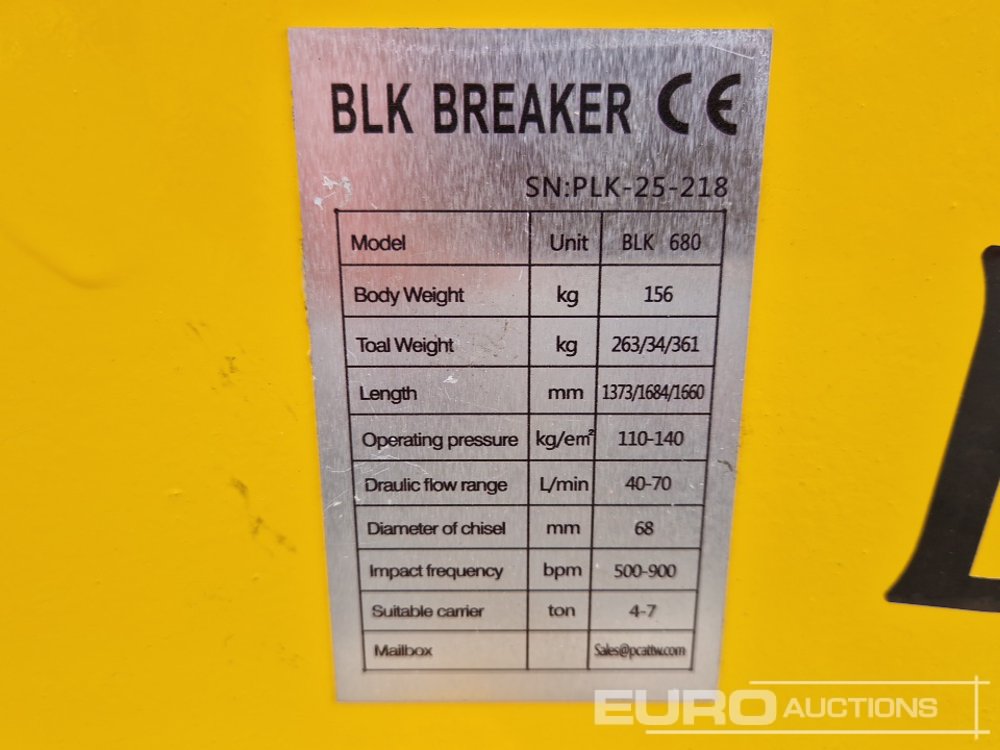 BLK BREAKER CE
SN:PLK-25-218
Model Unit BLK 680
Body Weight kg 156
Toal Weight kg 263/34/361
Length mm 1373/1684/1660
Operating pressure kg/em² 110-140
Draulic flow range L/min 40-70
Diameter of chisel mm 68
Impact frequency bpm 500-900
Suitable carrier ton 4-7
Mailbox Sales@pcattw.com
EURO AUCTIONS